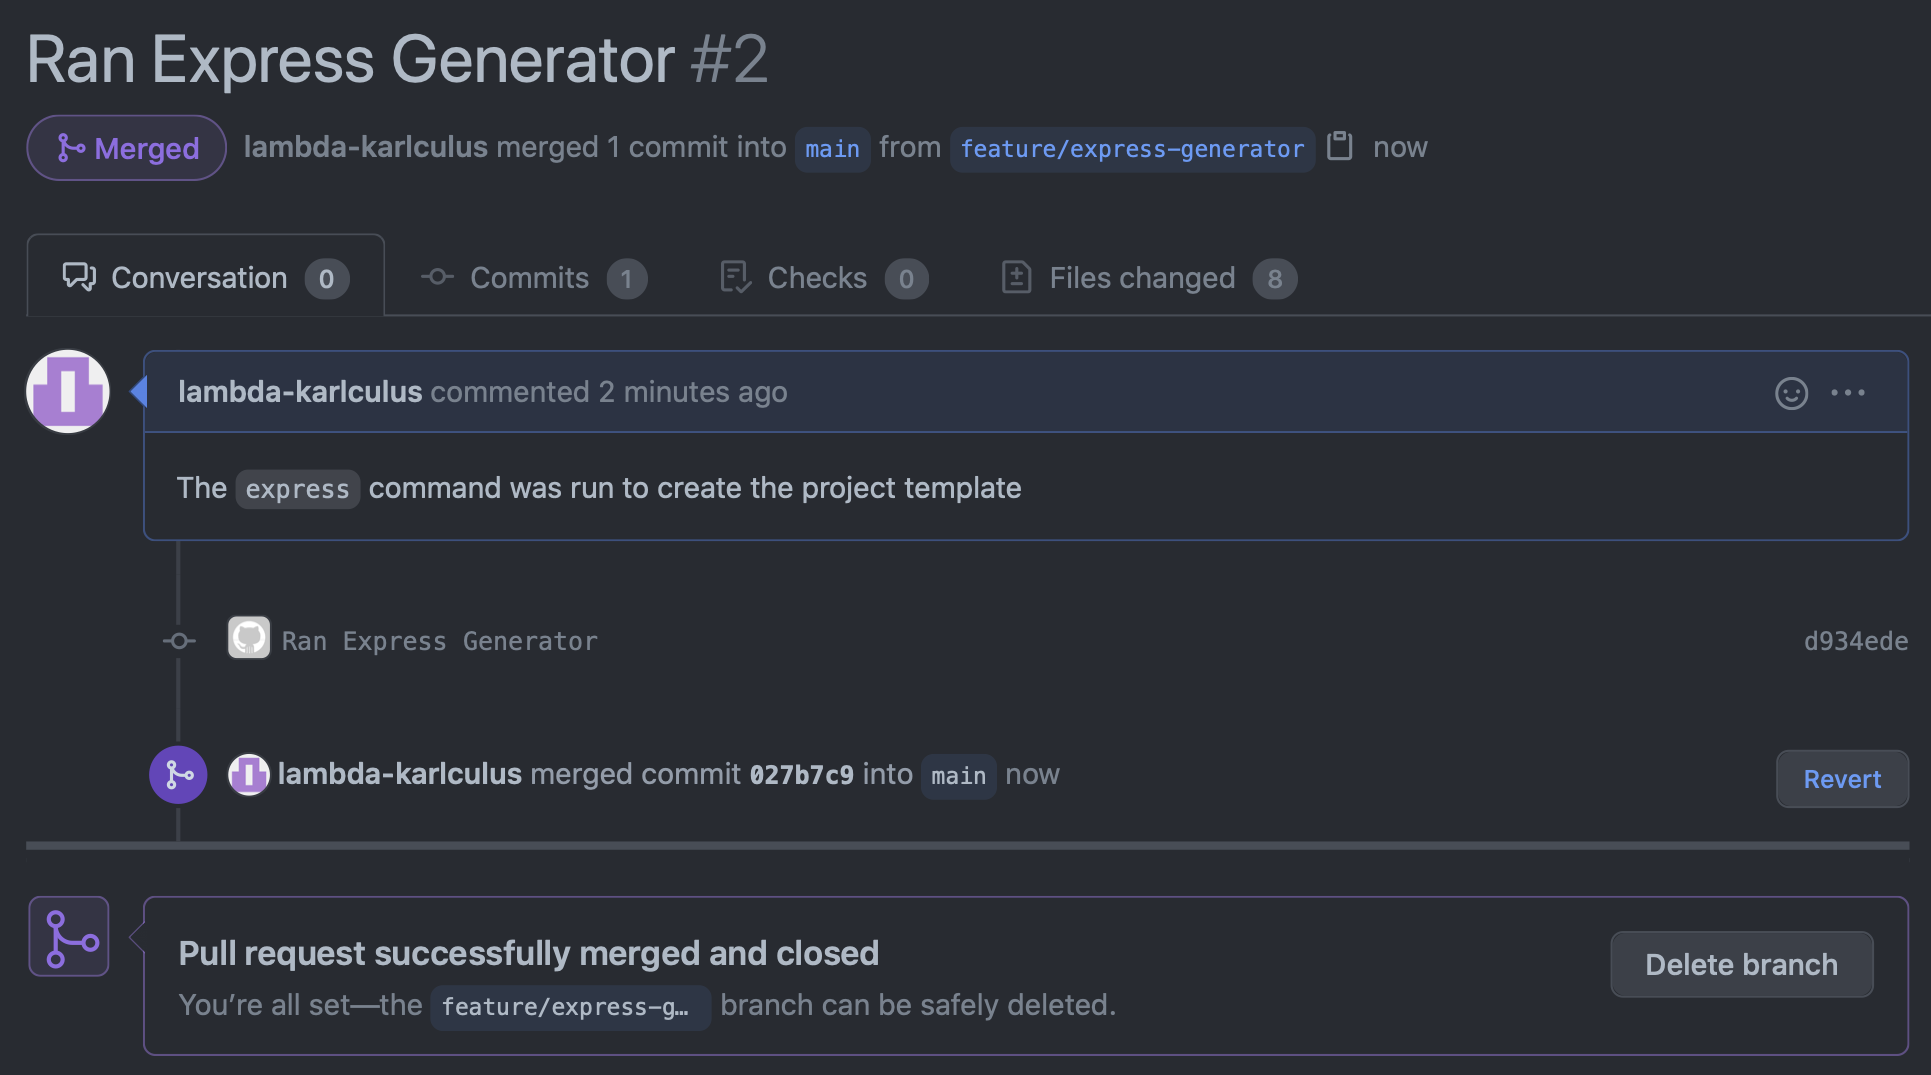 Ran Express Generator #2
Merged lambda-karlculus merged 1 commit into main from feature/express-generator now
Conversation 0 Commits 1 Checks 0 Files changed 8
lambda-karlculus commented 2 minutes ago
The express command was run to create the project template
Ran Express Generator d934ede
lambda-karlculus merged commit 027b7c9 into main now Revert
Pull request successfully merged and closed
Delete branch
You’re all set—the feature/express-g… branch can be safely deleted.